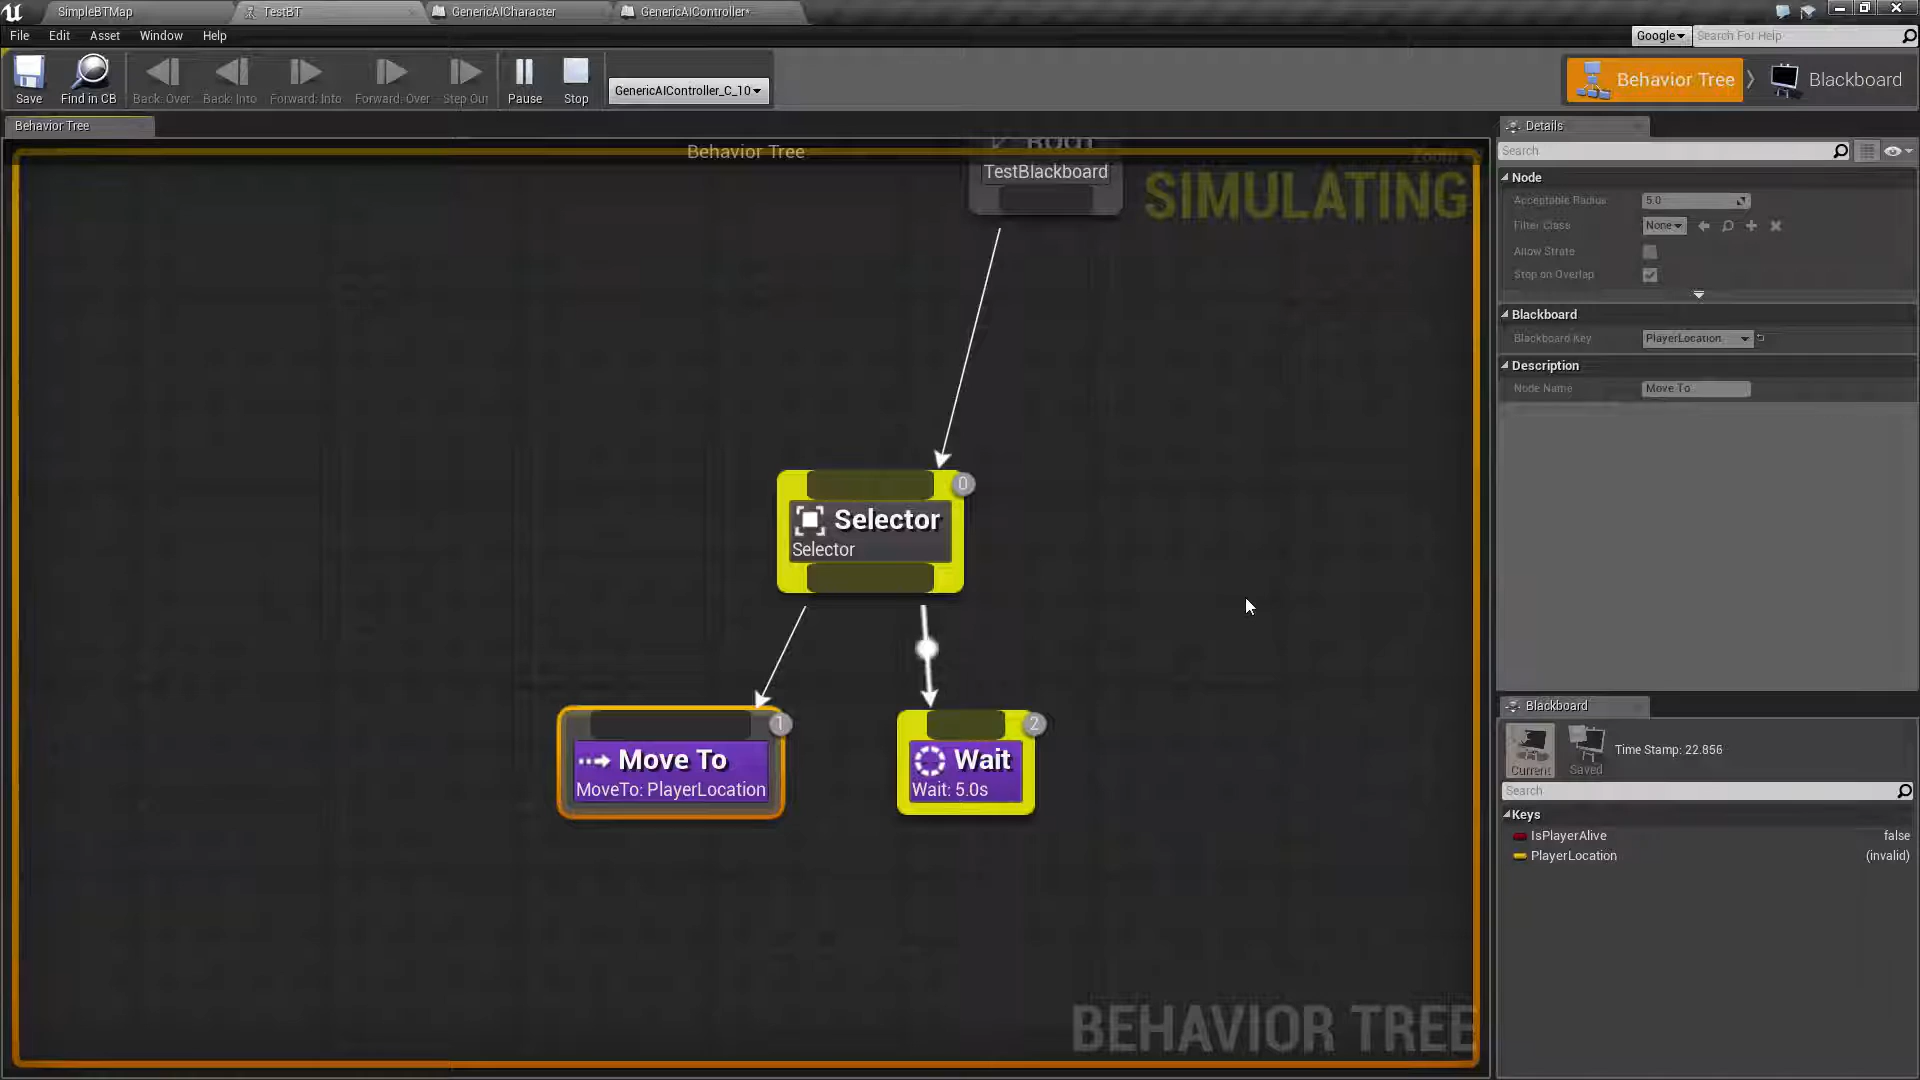 SimpleBTMap
TestBT
GenericAICharacter
GenericAIController*
File Edit Asset Window Help
Google
Search For Help
Save
Find in CB
Back: Over
Back: Into
Forward: Into
Forward: Over
Step Out
Pause
Stop
GenericAIController_C_10
Behavior Tree
Blackboard
Behavior Tree
Behavior Tree
ROOT
TestBlackboard
SIMULATING
Selector
Selector
0
Move To
MoveTo: PlayerLocation
1
Wait
Wait: 5.0s
2
BEHAVIOR TREE
Details
Search
Node
Acceptable Radius 5.0
Filter Class None
Allow Strafe
Stop on Overlap
Blackboard
Blackboard Key PlayerLocation
Description
Node Name Move To
Blackboard
Current
Saved
Time Stamp: 22.856
Search
Keys
IsPlayerAlive false
PlayerLocation (invalid)